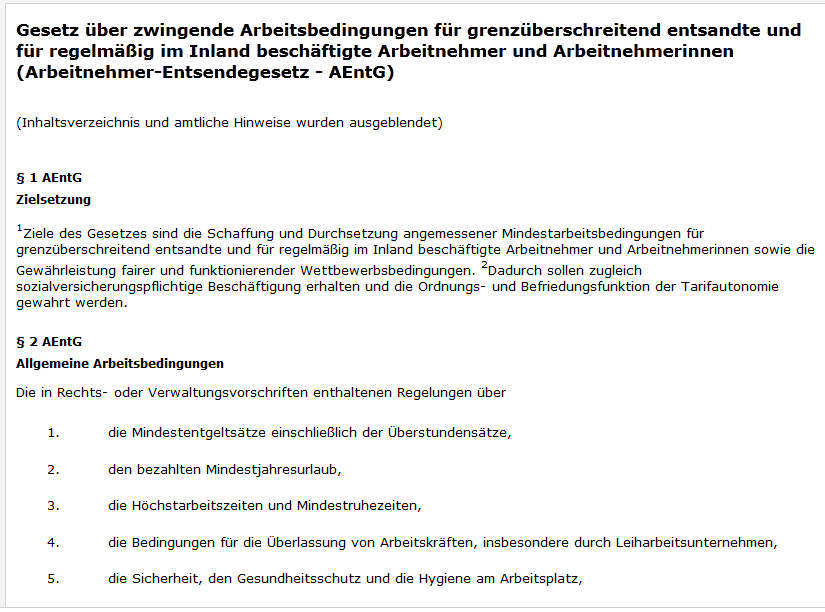 Gesetz über zwingende Arbeitsbedingungen für grenzüberschreitend entsandte und
für regelmäßig im Inland beschäftigte Arbeitnehmer und Arbeitnehmerinnen
(Arbeitnehmer-Entsendegesetz - AEntG)
(Inhaltsverzeichnis und amtliche Hinweise wurden ausgeblendet)
§ 1 AEntG
Zielsetzung
¹Ziele des Gesetzes sind die Schaffung und Durchsetzung angemessener Mindestarbeitsbedingungen für
grenzüberschreitend entsandte und für regelmäßig im Inland beschäftigte Arbeitnehmer und Arbeitnehmerinnen sowie die
Gewährleistung fairer und funktionierender Wettbewerbsbedingungen. ²Dadurch sollen zugleich
sozialversicherungspflichtige Beschäftigung erhalten und die Ordnungs- und Befriedungsfunktion der Tarifautonomie
gewahrt werden.
§ 2 AEntG
Allgemeine Arbeitsbedingungen
Die in Rechts- oder Verwaltungsvorschriften enthaltenen Regelungen über
1. die Mindestentgeltsätze einschließlich der Überstundensätze,
2. den bezahlten Mindestjahresurlaub,
3. die Höchstarbeitszeiten und Mindestruhezeiten,
4. die Bedingungen für die Überlassung von Arbeitskräften, insbesondere durch Leiharbeitsunternehmen,
5. die Sicherheit, den Gesundheitsschutz und die Hygiene am Arbeitsplatz,